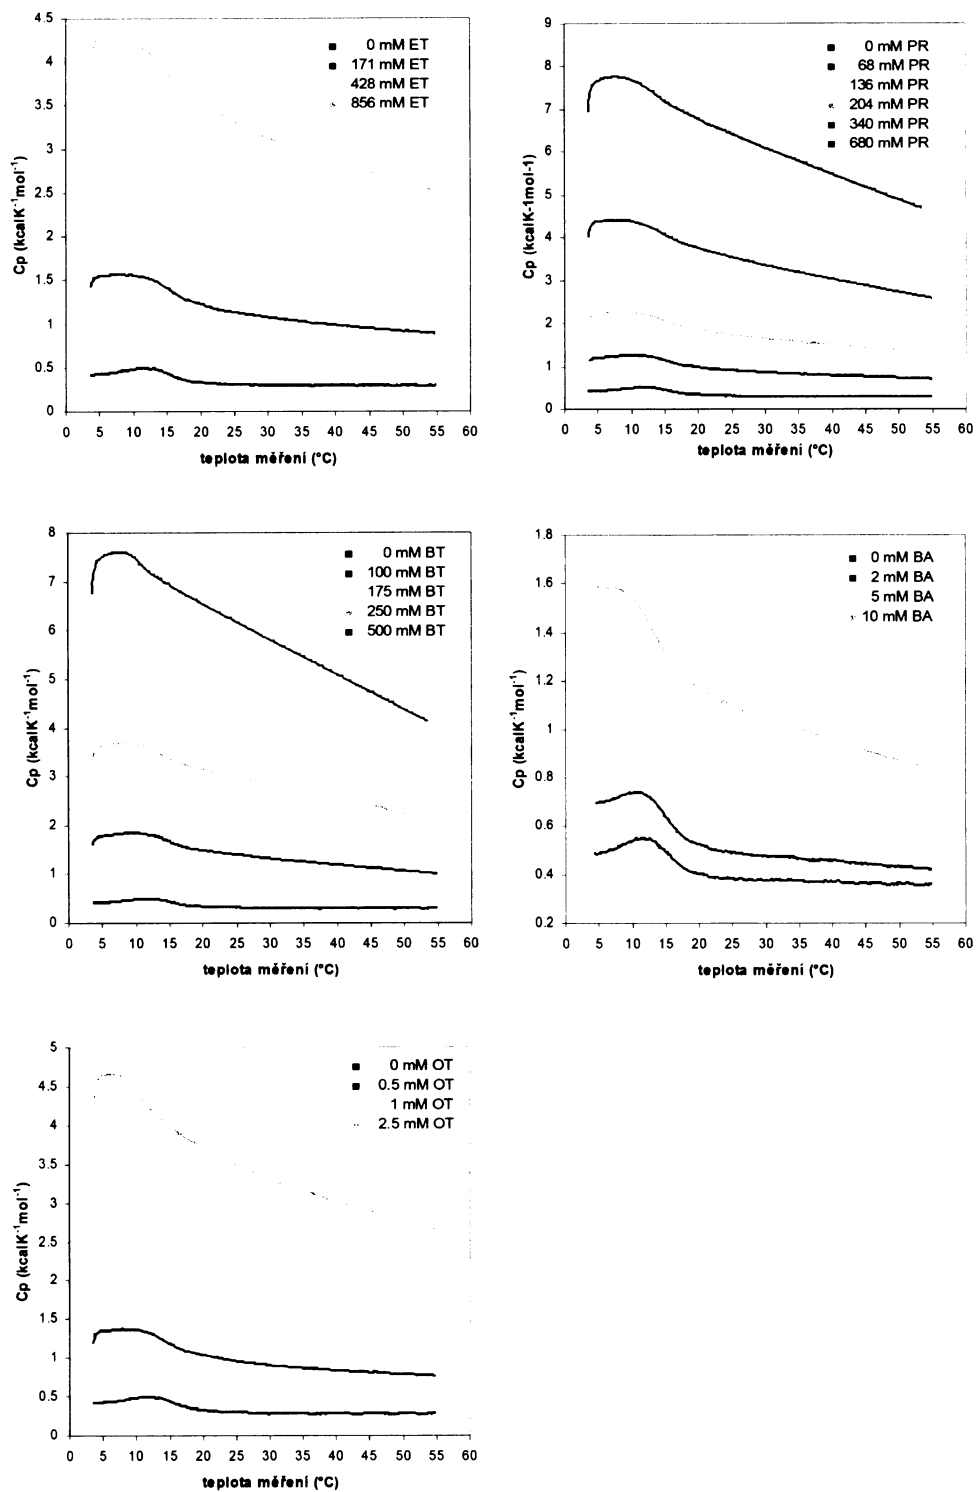 4.5
4
3.5
3
2.5
2
1.5
1
0.5
0
Cp (kcalK⁻¹mol⁻¹)
0 mM ET
171 mM ET
428 mM ET
856 mM ET
0 5 10 15 20 25 30 35 40 45 50 55 60
teplota měření (°C)
9
8
7
6
5
4
3
2
1
0
Cp (kcalK-1mol-1)
0 mM PR
68 mM PR
136 mM PR
204 mM PR
340 mM PR
680 mM PR
0 5 10 15 20 25 30 35 40 45 50 55 60
teplota měření (°C)
8
7
6
5
4
3
2
1
0
Cp (kcalK⁻¹mol⁻¹)
0 mM BT
100 mM BT
175 mM BT
250 mM BT
500 mM BT
0 5 10 15 20 25 30 35 40 45 50 55 60
teplota měření (°C)
1.8
1.6
1.4
1.2
1
0.8
0.6
0.4
0.2
Cp (kcalK⁻¹mol⁻¹)
0 mM BA
2 mM BA
5 mM BA
10 mM BA
0 5 10 15 20 25 30 35 40 45 50 55 60
teplota měření (°C)
5
4.5
4
3.5
3
2.5
2
1.5
1
0.5
0
Cp (kcalK⁻¹mol⁻¹)
0 mM OT
0.5 mM OT
1 mM OT
2.5 mM OT
0 5 10 15 20 25 30 35 40 45 50 55 60
teplota měření (°C)